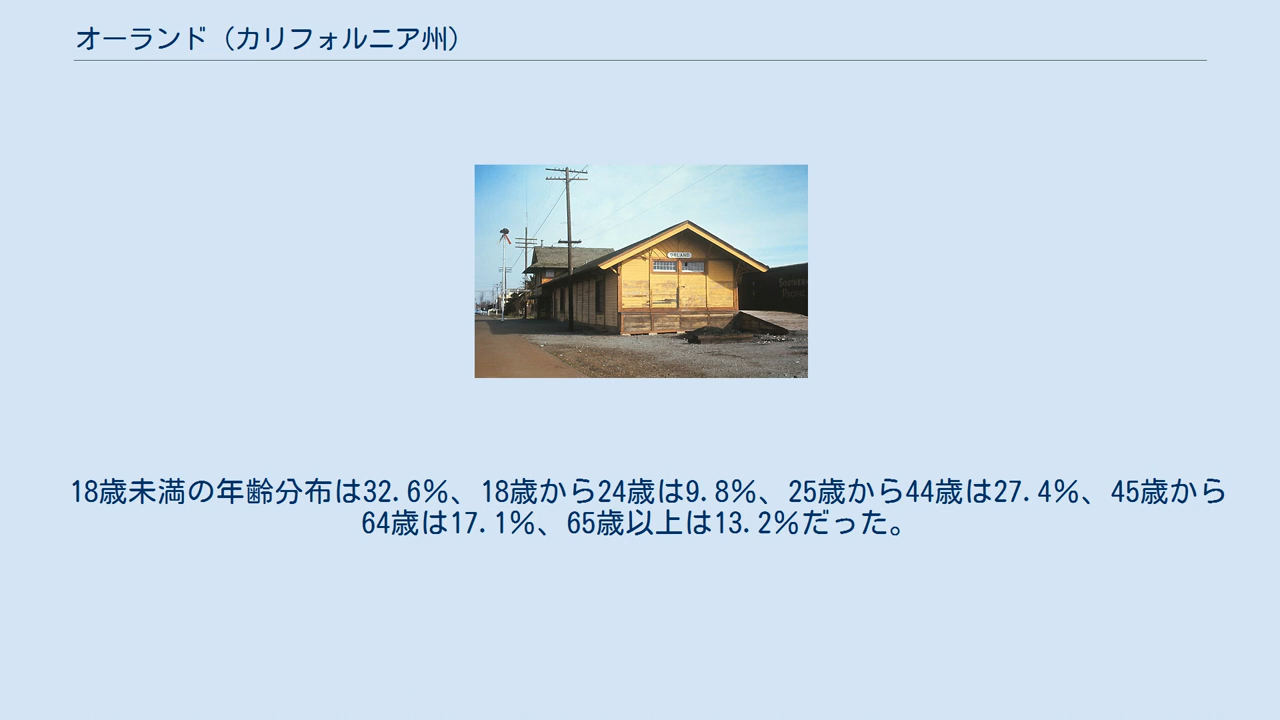 オーランド（カリフォルニア州）
ORLAND
SOUTHERN
PACIFIC
18歳未満の年齢分布は32.6%、18歳から24歳は9.8%、25歳から44歳は27.4%、45歳から
64歳は17.1%、65歳以上は13.2%だった。